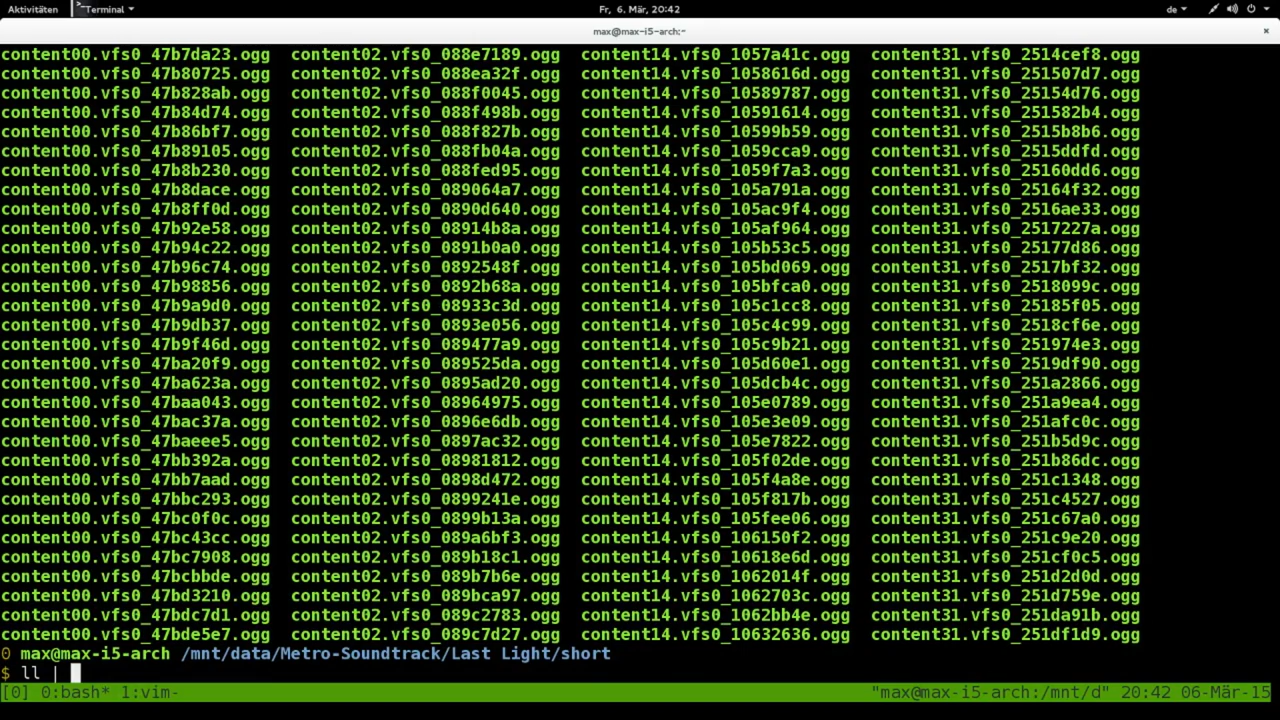 Aktivitäten Terminal Fr, 6. Mär, 20:42 de
max@max-i5-arch:~
content00.vfs0_47b7da23.ogg content02.vfs0_088e7189.ogg content14.vfs0_1057a41c.ogg content31.vfs0_2514cef8.ogg
content00.vfs0_47b80725.ogg content02.vfs0_088ea32f.ogg content14.vfs0_1058616d.ogg content31.vfs0_251507d7.ogg
content00.vfs0_47b828ab.ogg content02.vfs0_088f0045.ogg content14.vfs0_10589787.ogg content31.vfs0_25154d76.ogg
content00.vfs0_47b84d74.ogg content02.vfs0_088f498b.ogg content14.vfs0_10591614.ogg content31.vfs0_251582b4.ogg
content00.vfs0_47b86bf7.ogg content02.vfs0_088f827b.ogg content14.vfs0_10599b59.ogg content31.vfs0_2515b8b6.ogg
content00.vfs0_47b89105.ogg content02.vfs0_088fb04a.ogg content14.vfs0_1059cca9.ogg content31.vfs0_2515ddfd.ogg
content00.vfs0_47b8b230.ogg content02.vfs0_088fed95.ogg content14.vfs0_1059f7a3.ogg content31.vfs0_25160dd6.ogg
content00.vfs0_47b8dace.ogg content02.vfs0_089064a7.ogg content14.vfs0_105a791a.ogg content31.vfs0_25164f32.ogg
content00.vfs0_47b8ff0d.ogg content02.vfs0_0890d640.ogg content14.vfs0_105ac9f4.ogg content31.vfs0_2516ae33.ogg
content00.vfs0_47b92e58.ogg content02.vfs0_08914b8a.ogg content14.vfs0_105af964.ogg content31.vfs0_2517227a.ogg
content00.vfs0_47b94c22.ogg content02.vfs0_0891b0a0.ogg content14.vfs0_105b53c5.ogg content31.vfs0_25177d86.ogg
content00.vfs0_47b96c74.ogg content02.vfs0_0892548f.ogg content14.vfs0_105bd069.ogg content31.vfs0_2517bf32.ogg
content00.vfs0_47b98856.ogg content02.vfs0_0892b68a.ogg content14.vfs0_105bfca0.ogg content31.vfs0_2518099c.ogg
content00.vfs0_47b9a9d0.ogg content02.vfs0_08933c3d.ogg content14.vfs0_105c1cc8.ogg content31.vfs0_25185f05.ogg
content00.vfs0_47b9db37.ogg content02.vfs0_0893e056.ogg content14.vfs0_105c4c99.ogg content31.vfs0_2518cf6e.ogg
content00.vfs0_47b9f46d.ogg content02.vfs0_089477a9.ogg content14.vfs0_105c9b21.ogg content31.vfs0_251974e3.ogg
content00.vfs0_47ba20f9.ogg content02.vfs0_089525da.ogg content14.vfs0_105d60e1.ogg content31.vfs0_2519df90.ogg
content00.vfs0_47ba623a.ogg content02.vfs0_0895ad20.ogg content14.vfs0_105dcb4c.ogg content31.vfs0_251a2866.ogg
content00.vfs0_47baa043.ogg content02.vfs0_08964975.ogg content14.vfs0_105e0789.ogg content31.vfs0_251a9ea4.ogg
content00.vfs0_47bac37a.ogg content02.vfs0_0896e6db.ogg content14.vfs0_105e3e09.ogg content31.vfs0_251afc0c.ogg
content00.vfs0_47baeee5.ogg content02.vfs0_0897ac32.ogg content14.vfs0_105e7822.ogg content31.vfs0_251b5d9c.ogg
content00.vfs0_47bb392a.ogg content02.vfs0_08981812.ogg content14.vfs0_105f02de.ogg content31.vfs0_251b86dc.ogg
content00.vfs0_47bb7aad.ogg content02.vfs0_0898d472.ogg content14.vfs0_105f4a8e.ogg content31.vfs0_251c1348.ogg
content00.vfs0_47bbc293.ogg content02.vfs0_0899241e.ogg content14.vfs0_105f817b.ogg content31.vfs0_251c4527.ogg
content00.vfs0_47bc0f0c.ogg content02.vfs0_0899b13a.ogg content14.vfs0_105fee06.ogg content31.vfs0_251c67a0.ogg
content00.vfs0_47bc43cc.ogg content02.vfs0_089a6bf3.ogg content14.vfs0_106150f2.ogg content31.vfs0_251c9e20.ogg
content00.vfs0_47bc7908.ogg content02.vfs0_089b18c1.ogg content14.vfs0_10618e6d.ogg content31.vfs0_251cf0c5.ogg
content00.vfs0_47bcbbde.ogg content02.vfs0_089b7b6e.ogg content14.vfs0_1062014f.ogg content31.vfs0_251d2d0d.ogg
content00.vfs0_47bd3210.ogg content02.vfs0_089bca97.ogg content14.vfs0_1062703c.ogg content31.vfs0_251d759e.ogg
content00.vfs0_47bdc7d1.ogg content02.vfs0_089c2783.ogg content14.vfs0_1062bb4e.ogg content31.vfs0_251da91b.ogg
content00.vfs0_47bde5e7.ogg content02.vfs0_089c7d27.ogg content14.vfs0_10632636.ogg content31.vfs0_251df1d9.ogg
0 max@max-i5-arch /mnt/data/Metro-Soundtrack/Last Light/short
$ ll |
[0] 0:bash* 1:vim- "max@max-i5-arch:/mnt/d" 20:42 06-Mär-15